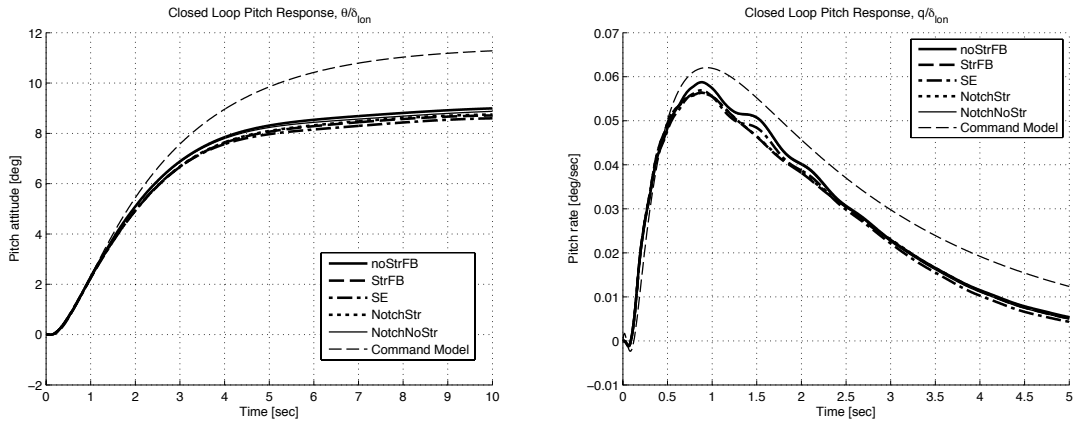 Closed Loop Pitch Response, θ/δlon
12
10
8
6
4
2
0
−2
Pitch attitude [deg]
0 1 2 3 4 5 6 7 8 9 10
Time [sec]
noStrFB
StrFB
SE
NotchStr
NotchNoStr
Command Model
Closed Loop Pitch Response, q/δlon
0.07
0.06
0.05
0.04
0.03
0.02
0.01
0
−0.01
Pitch rate [deg/sec]
0 0.5 1 1.5 2 2.5 3 3.5 4 4.5 5
Time [sec]
noStrFB
StrFB
SE
NotchStr
NotchNoStr
Command Model